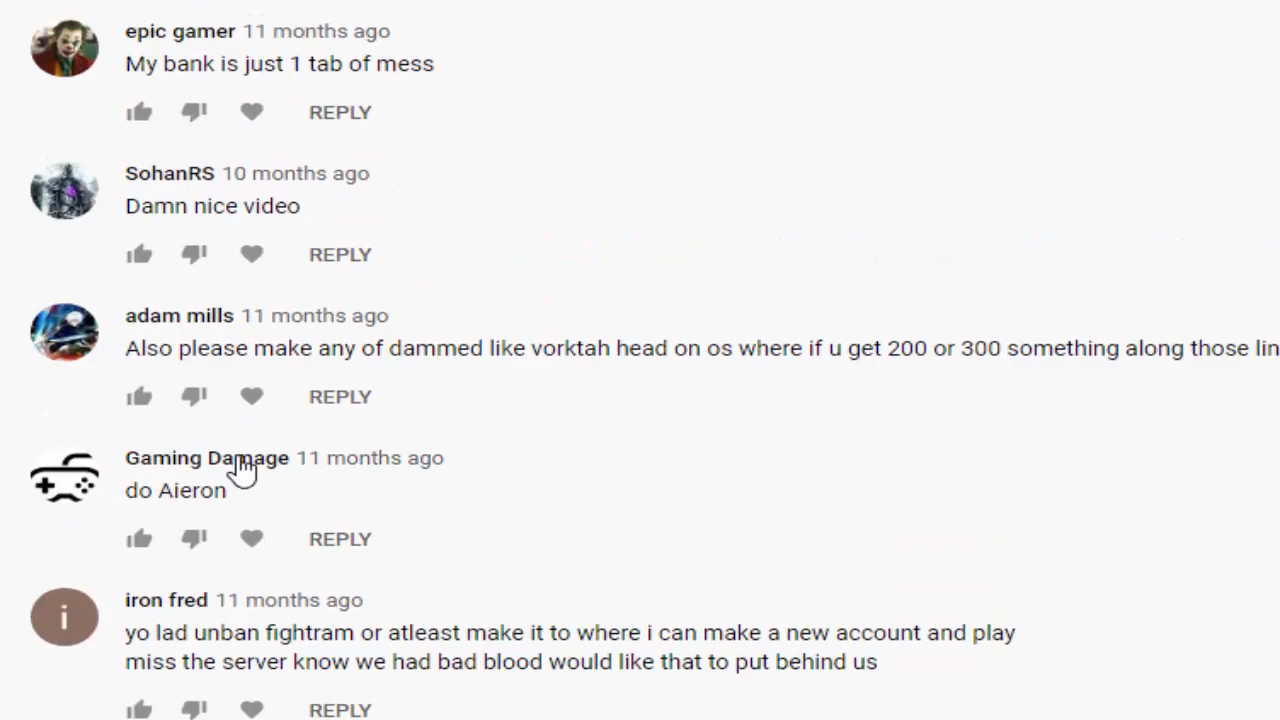 epic gamer 11 months ago
My bank is just 1 tab of mess
REPLY
SohanRS 10 months ago
Damn nice video
REPLY
adam mills 11 months ago
Also please make any of dammed like vorktah head on os where if u get 200 or 300 something along those lin
REPLY
Gaming Damage 11 months ago
do Aieron
REPLY
i
iron fred 11 months ago
yo lad unban fightram or atleast make it to where i can make a new account and play
miss the server know we had bad blood would like that to put behind us
REPLY